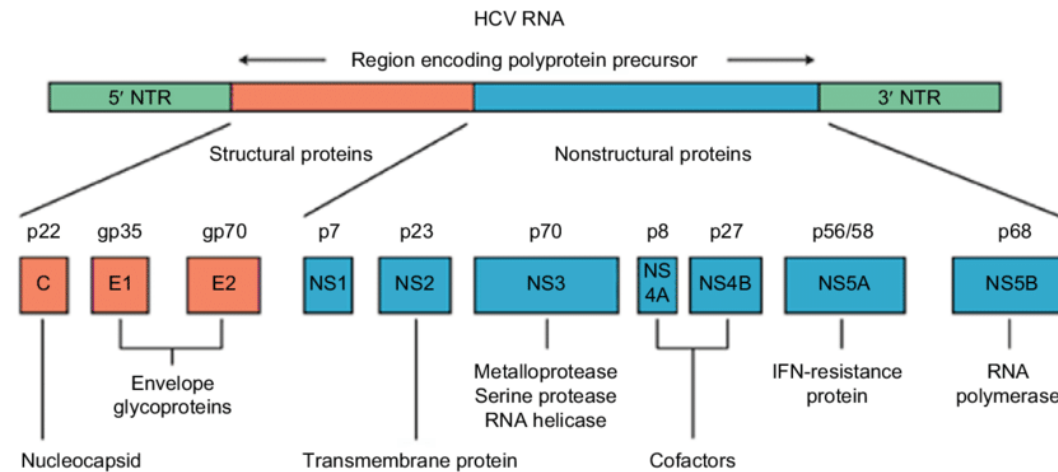 HCV RNA
Region encoding polyprotein precursor
5′ NTR
3′ NTR
Structural proteins
Nonstructural proteins
p22 gp35 gp70 p7 p23 p70 p8 p27 p56/58 p68
C E1 E2 NS1 NS2 NS3 NS
4A NS4B NS5A NS5B
Envelope
glycoproteins
Metalloprotease
Serine protease
RNA helicase
IFN-resistance
protein
RNA
polymerase
Nucleocapsid
Transmembrane protein
Cofactors